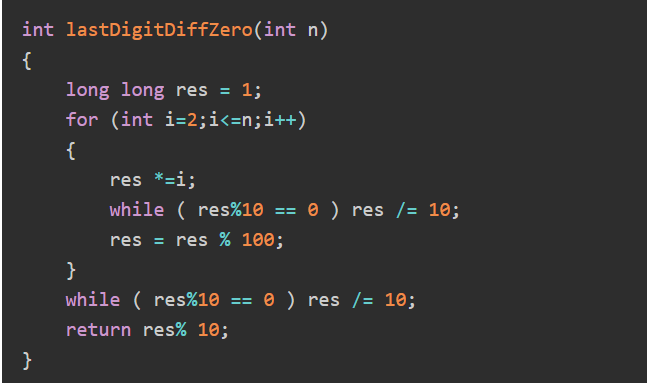 int lastDigitDiffZero(int n)
{
    long long res = 1;
    for (int i=2;i<=n;i++)
    {
        res *=i;
        while ( res%10 == 0 ) res /= 10;
        res = res % 100;
    }
    while ( res%10 == 0 ) res /= 10;
    return res% 10;
}